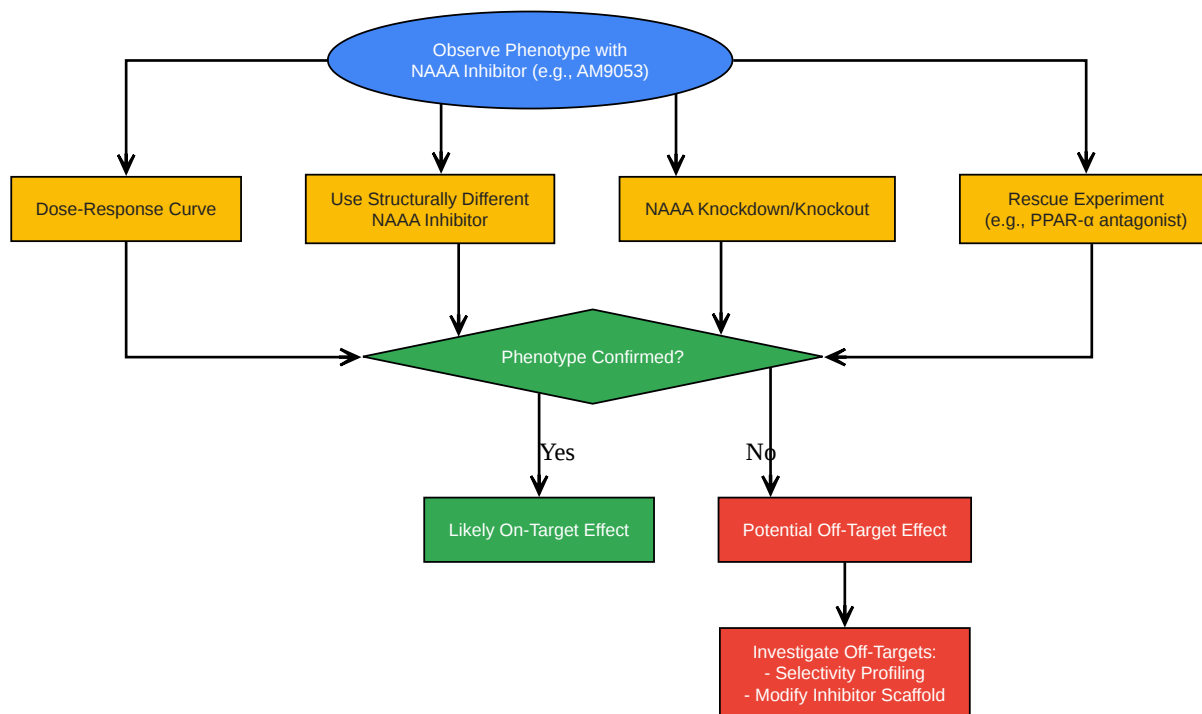 Observe Phenotype with
NAAA Inhibitor (e.g., AM9053)
Dose-Response Curve
Use Structurally Different
NAAA Inhibitor
NAAA Knockdown/Knockout
Rescue Experiment
(e.g., PPAR-α antagonist)
Phenotype Confirmed?
Yes
No
Likely On-Target Effect
Potential Off-Target Effect
Investigate Off-Targets:
- Selectivity Profiling
- Modify Inhibitor Scaffold